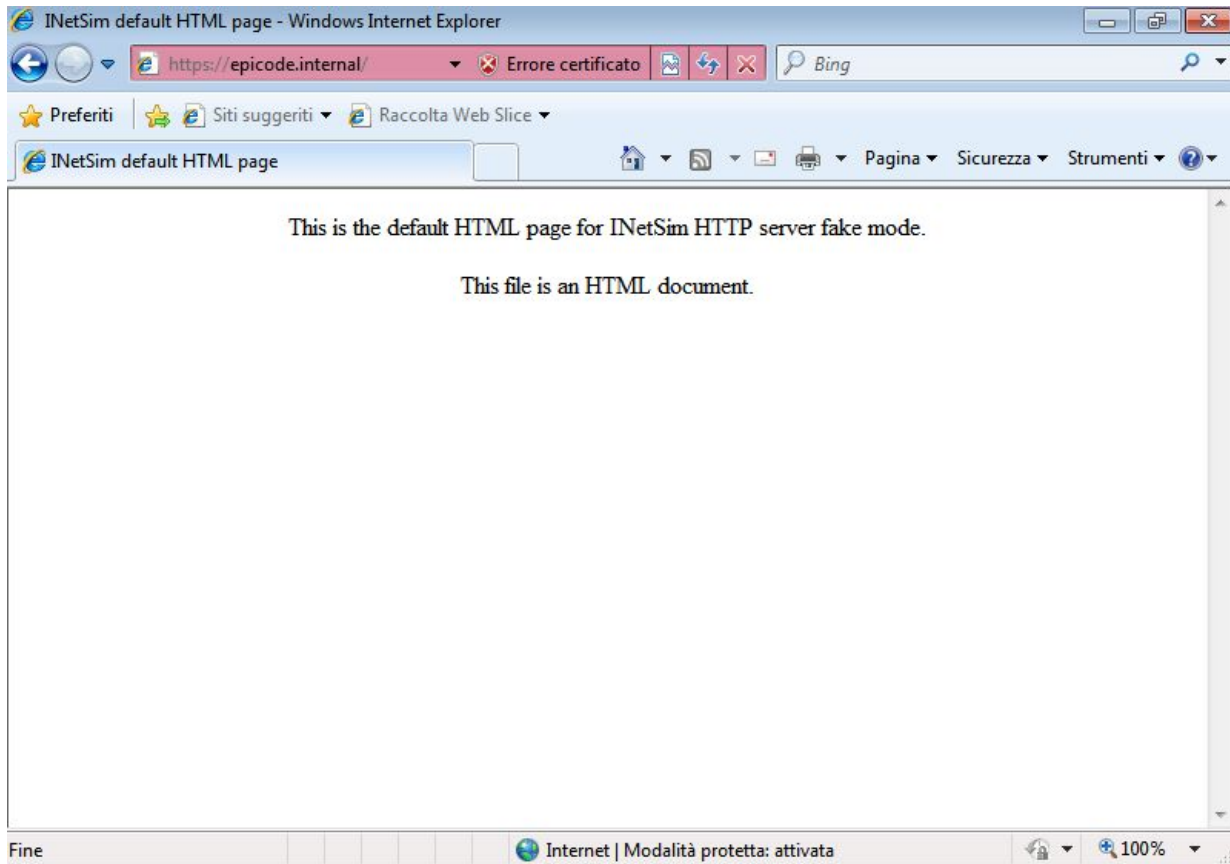 INetSim default HTML page - Windows Internet Explorer
https://epicode.internal/ Errore certificato Bing
Preferiti Siti suggeriti Raccolta Web Slice
INetSim default HTML page Pagina Sicurezza Strumenti
This is the default HTML page for INetSim HTTP server fake mode.
This file is an HTML document.
Fine Internet | Modalità protetta: attivata 100%